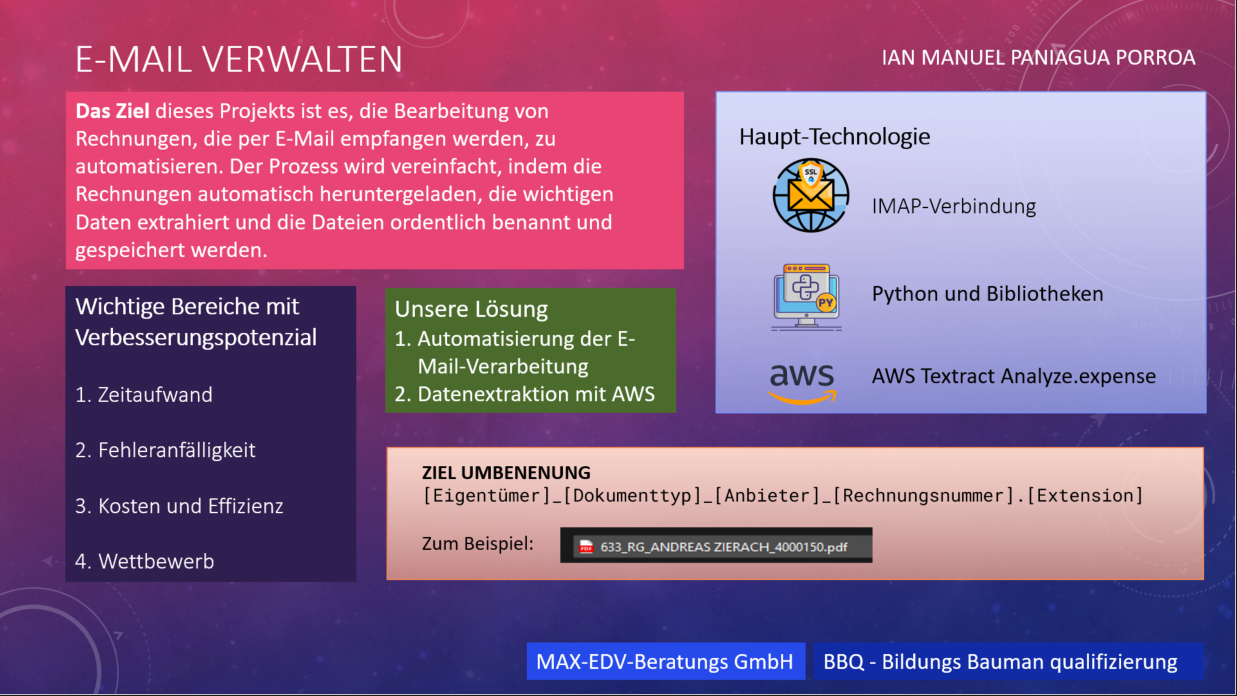 E-MAIL VERWALTEN
IAN MANUEL PANIAGUA PORROA
Das Ziel dieses Projekts ist es, die Bearbeitung von
Rechnungen, die per E-Mail empfangen werden, zu
automatisieren. Der Prozess wird vereinfacht, indem die
Rechnungen automatisch heruntergeladen, die wichtigen
Daten extrahiert und die Dateien ordentlich benannt und
gespeichert werden.
Haupt-Technologie
SSL
IMAP-Verbindung
PY
Python und Bibliotheken
aws
AWS Textract Analyze.expense
Wichtige Bereiche mit
Verbesserungspotenzial
1. Zeitaufwand
2. Fehleranfälligkeit
3. Kosten und Effizienz
4. Wettbewerb
Unsere Lösung
1. Automatisierung der E-
Mail-Verarbeitung
2. Datenextraktion mit AWS
ZIEL UMBENENUNG
[Eigentümer]_[Dokumenttyp]_[Anbieter]_[Rechnungsnummer].[Extension]
Zum Beispiel:
PDF 633_RG_ANDREAS ZIERACH_4000150.pdf
MAX-EDV-Beratungs GmbH
BBQ - Bildungs Bauman qualifizierung